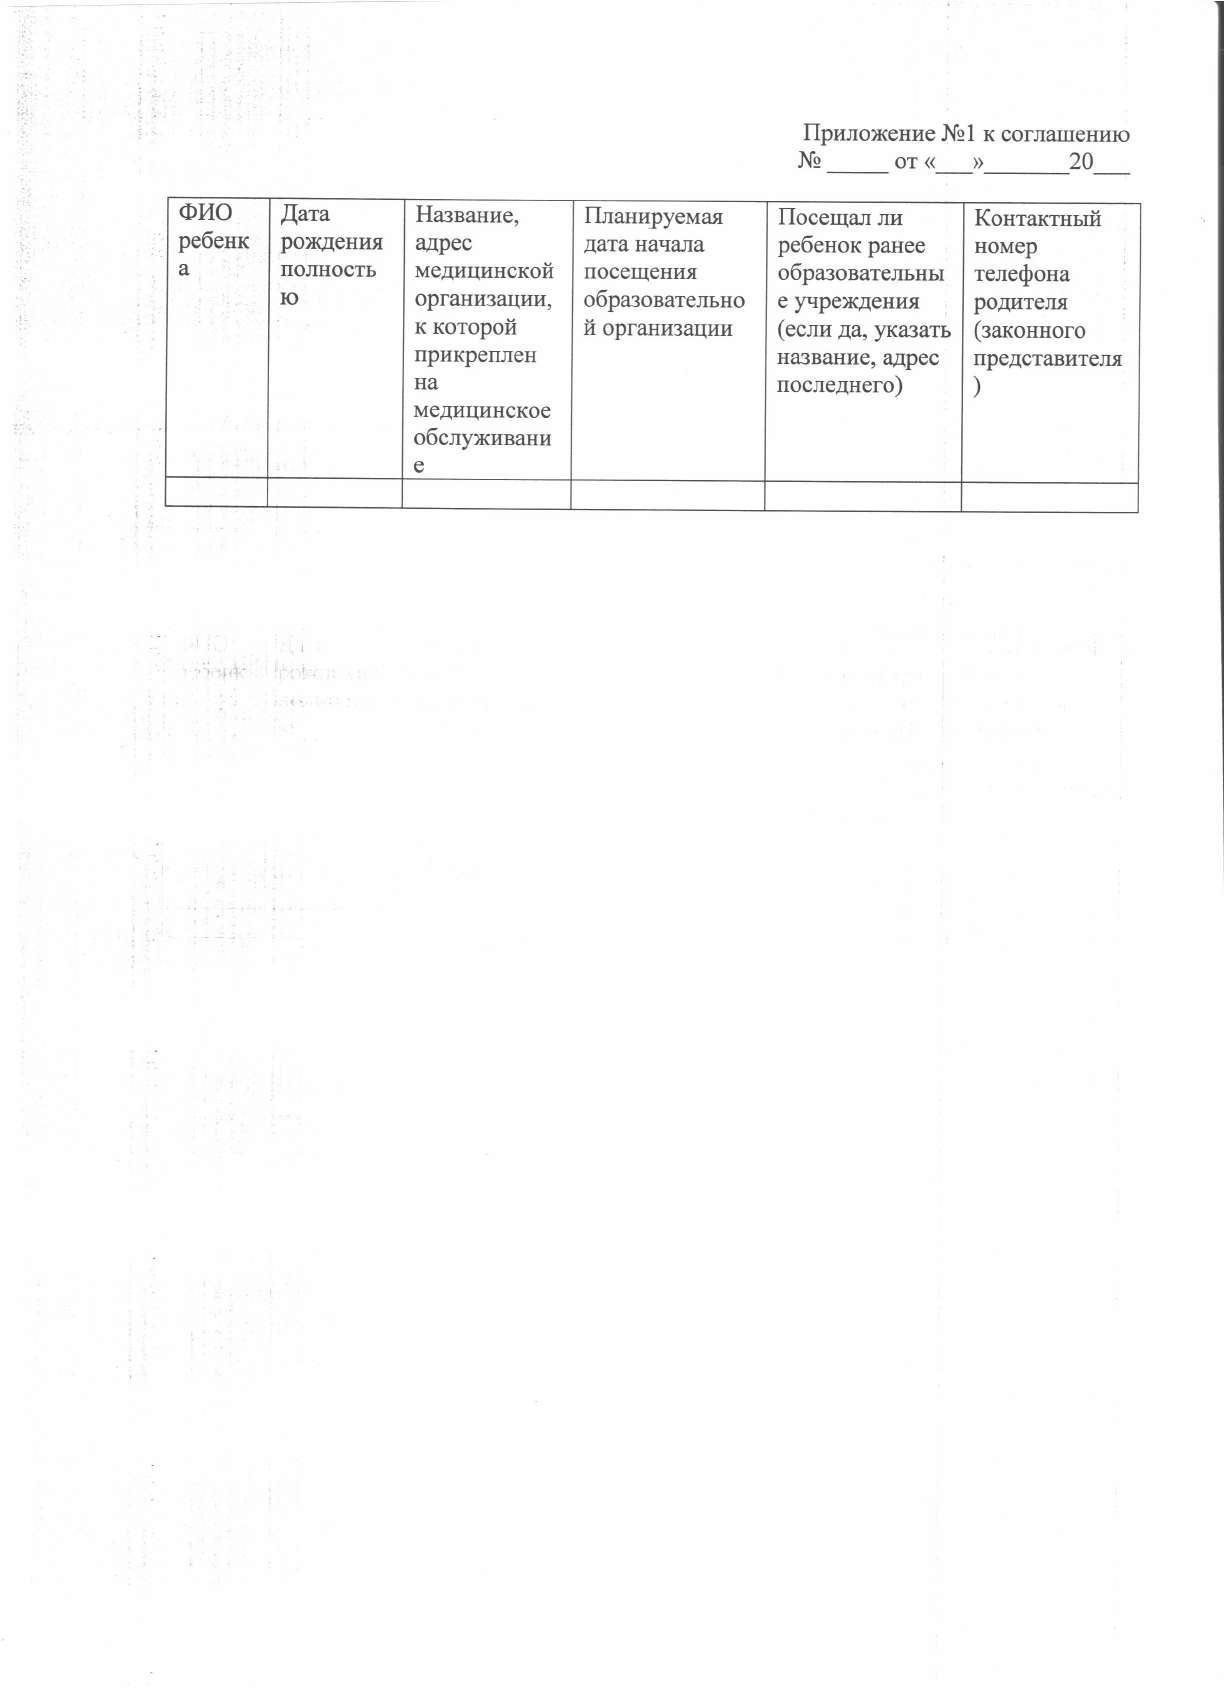 Приложение №1 к соглашению
№ _____ от «___»_______20___
ФИО
ребенк
а
Дата
рождения
полность
ю
Название,
адрес
медицинской
организации,
к которой
прикреплен
на
медицинское
обслуживани
е
Планируемая
дата начала
посещения
образовательно
й организации
Посещал ли
ребенок ранее
образовательны
е учреждения
(если да, указать
название, адрес
последнего)
Контактный
номер
телефона
родителя
(законного
представителя
)